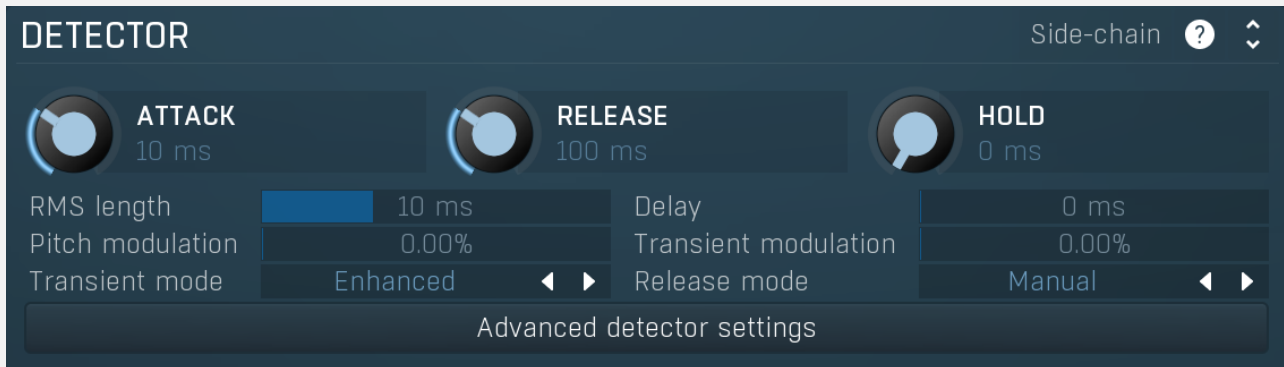 DETECTOR Side-chain ?
ATTACK RELEASE HOLD
10 ms 100 ms 0 ms
RMS length 10 ms Delay 0 ms
Pitch modulation 0.00% Transient modulation 0.00%
Transient mode Enhanced Release mode Manual
Advanced detector settings